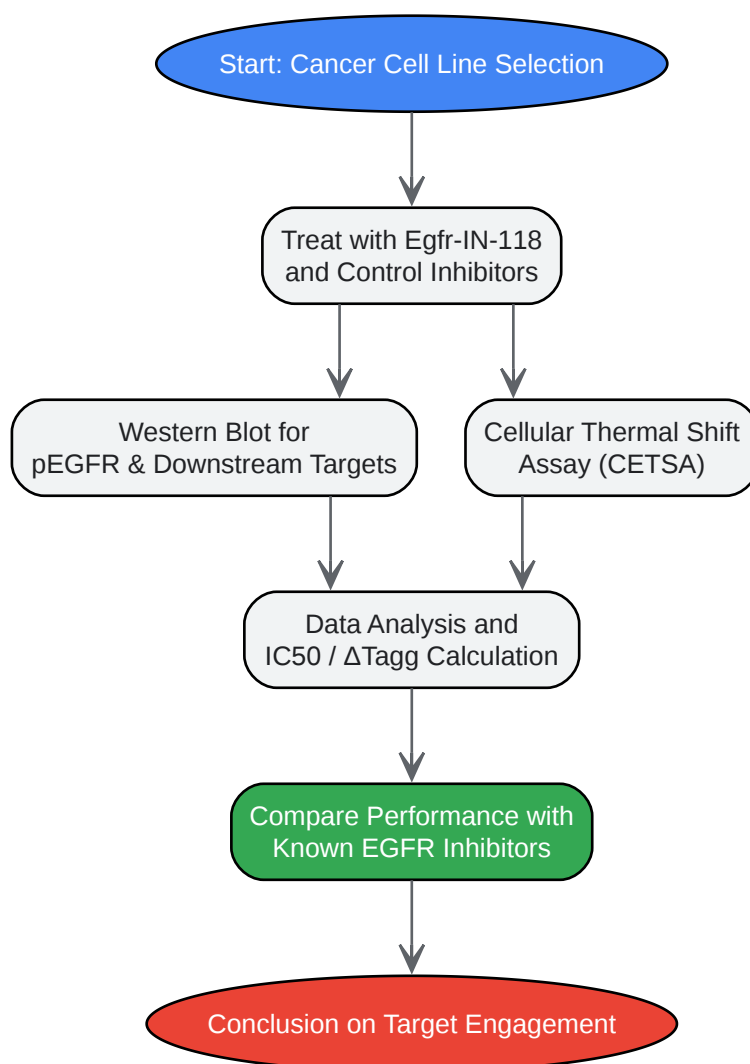 Start: Cancer Cell Line Selection
Treat with Egfr-IN-118
and Control Inhibitors
Western Blot for
pEGFR & Downstream Targets
Cellular Thermal Shift
Assay (CETSA)
Data Analysis and
IC50 / ΔTagg Calculation
Compare Performance with
Known EGFR Inhibitors
Conclusion on Target Engagement